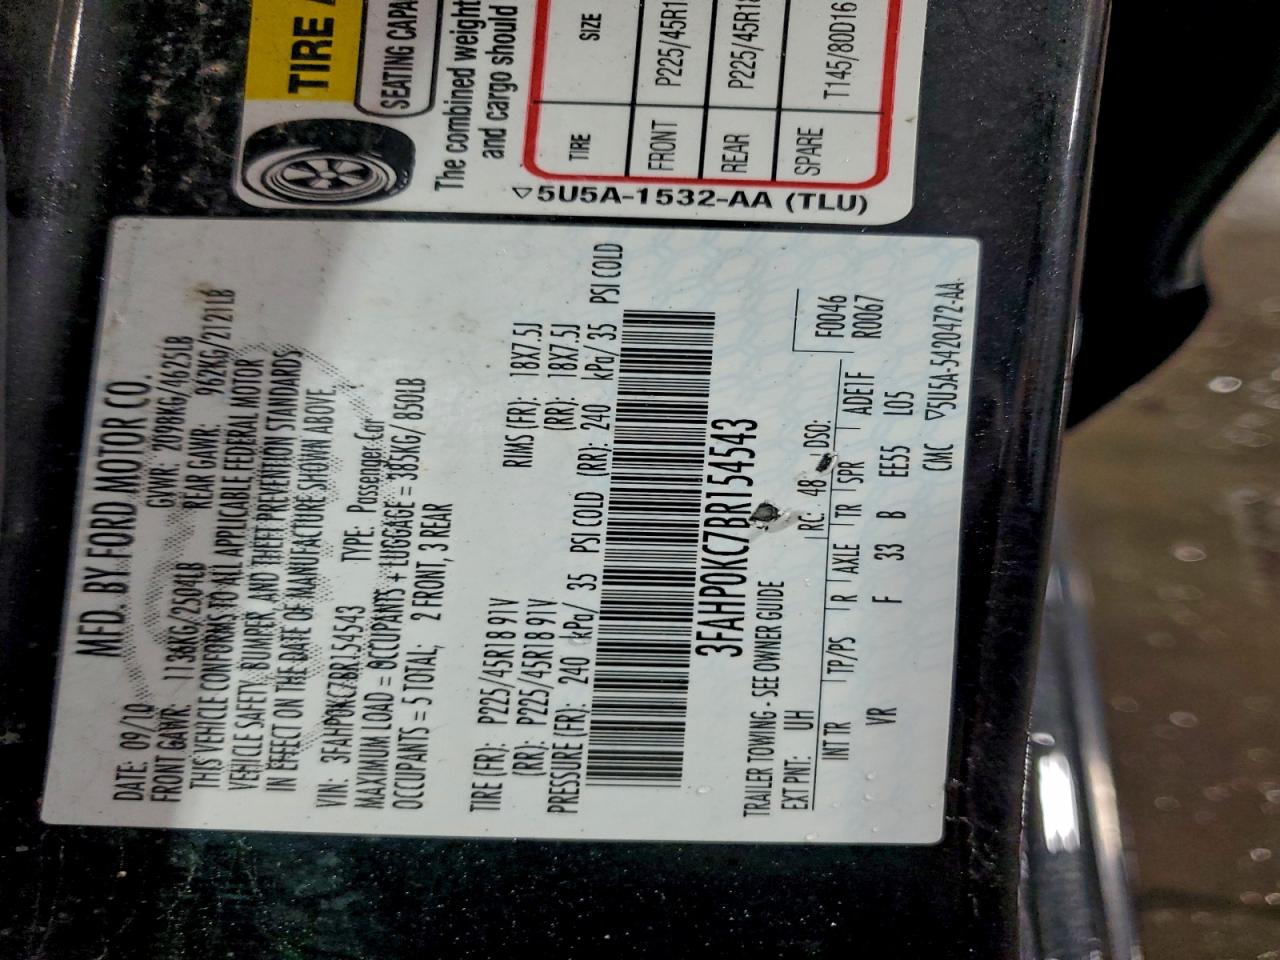 MFD. BY FORD MOTOR CO.
DATE: 09/10 GVWR: 2098KG/4625LB
FRONT GAWR: 1136KG/2504LB REAR GAWR: 962KG/2121LB
THIS VEHICLE CONFORMS TO ALL APPLICABLE FEDERAL MOTOR
VEHICLE SAFETY, BUMPER, AND THEFT PREVENTION STANDARDS
IN EFFECT ON THE DATE OF MANUFACTURE SHOWN ABOVE.
VIN: 3FAHP0KC7BR154543 TYPE: Passenger Car
MAXIMUM LOAD = OCCUPANTS + LUGGAGE = 385KG/ 850LB
OCCUPANTS = 5 TOTAL, 2 FRONT, 3 REAR
TIRE (FR): P225/45R18 91V RIMS (FR): 18X7.5J
(RR): P225/45R18 91V (RR): 18X7.5J
PRESSURE (FR): 240 kPa/ 35 PSI COLD (RR): 240 kPa/ 35 PSI COLD
3FAHP0KC7BR154543
TRAILER TOWING - SEE OWNER GUIDE
EXT PNT: UH RC: 48 DSO: F0046
INT TR TP/PS R AXLE TR SPR ADE1F R0067
VR F 33 B EE55 L05
CMC ▽5U5A-5420472-AA
TIRE
SEATING CAPA
The combined weight
and cargo should
TIRE SIZE
FRONT P225/45R1
REAR P225/45R18
SPARE T145/80D16
◁5U5A-1532-AA (TLU)